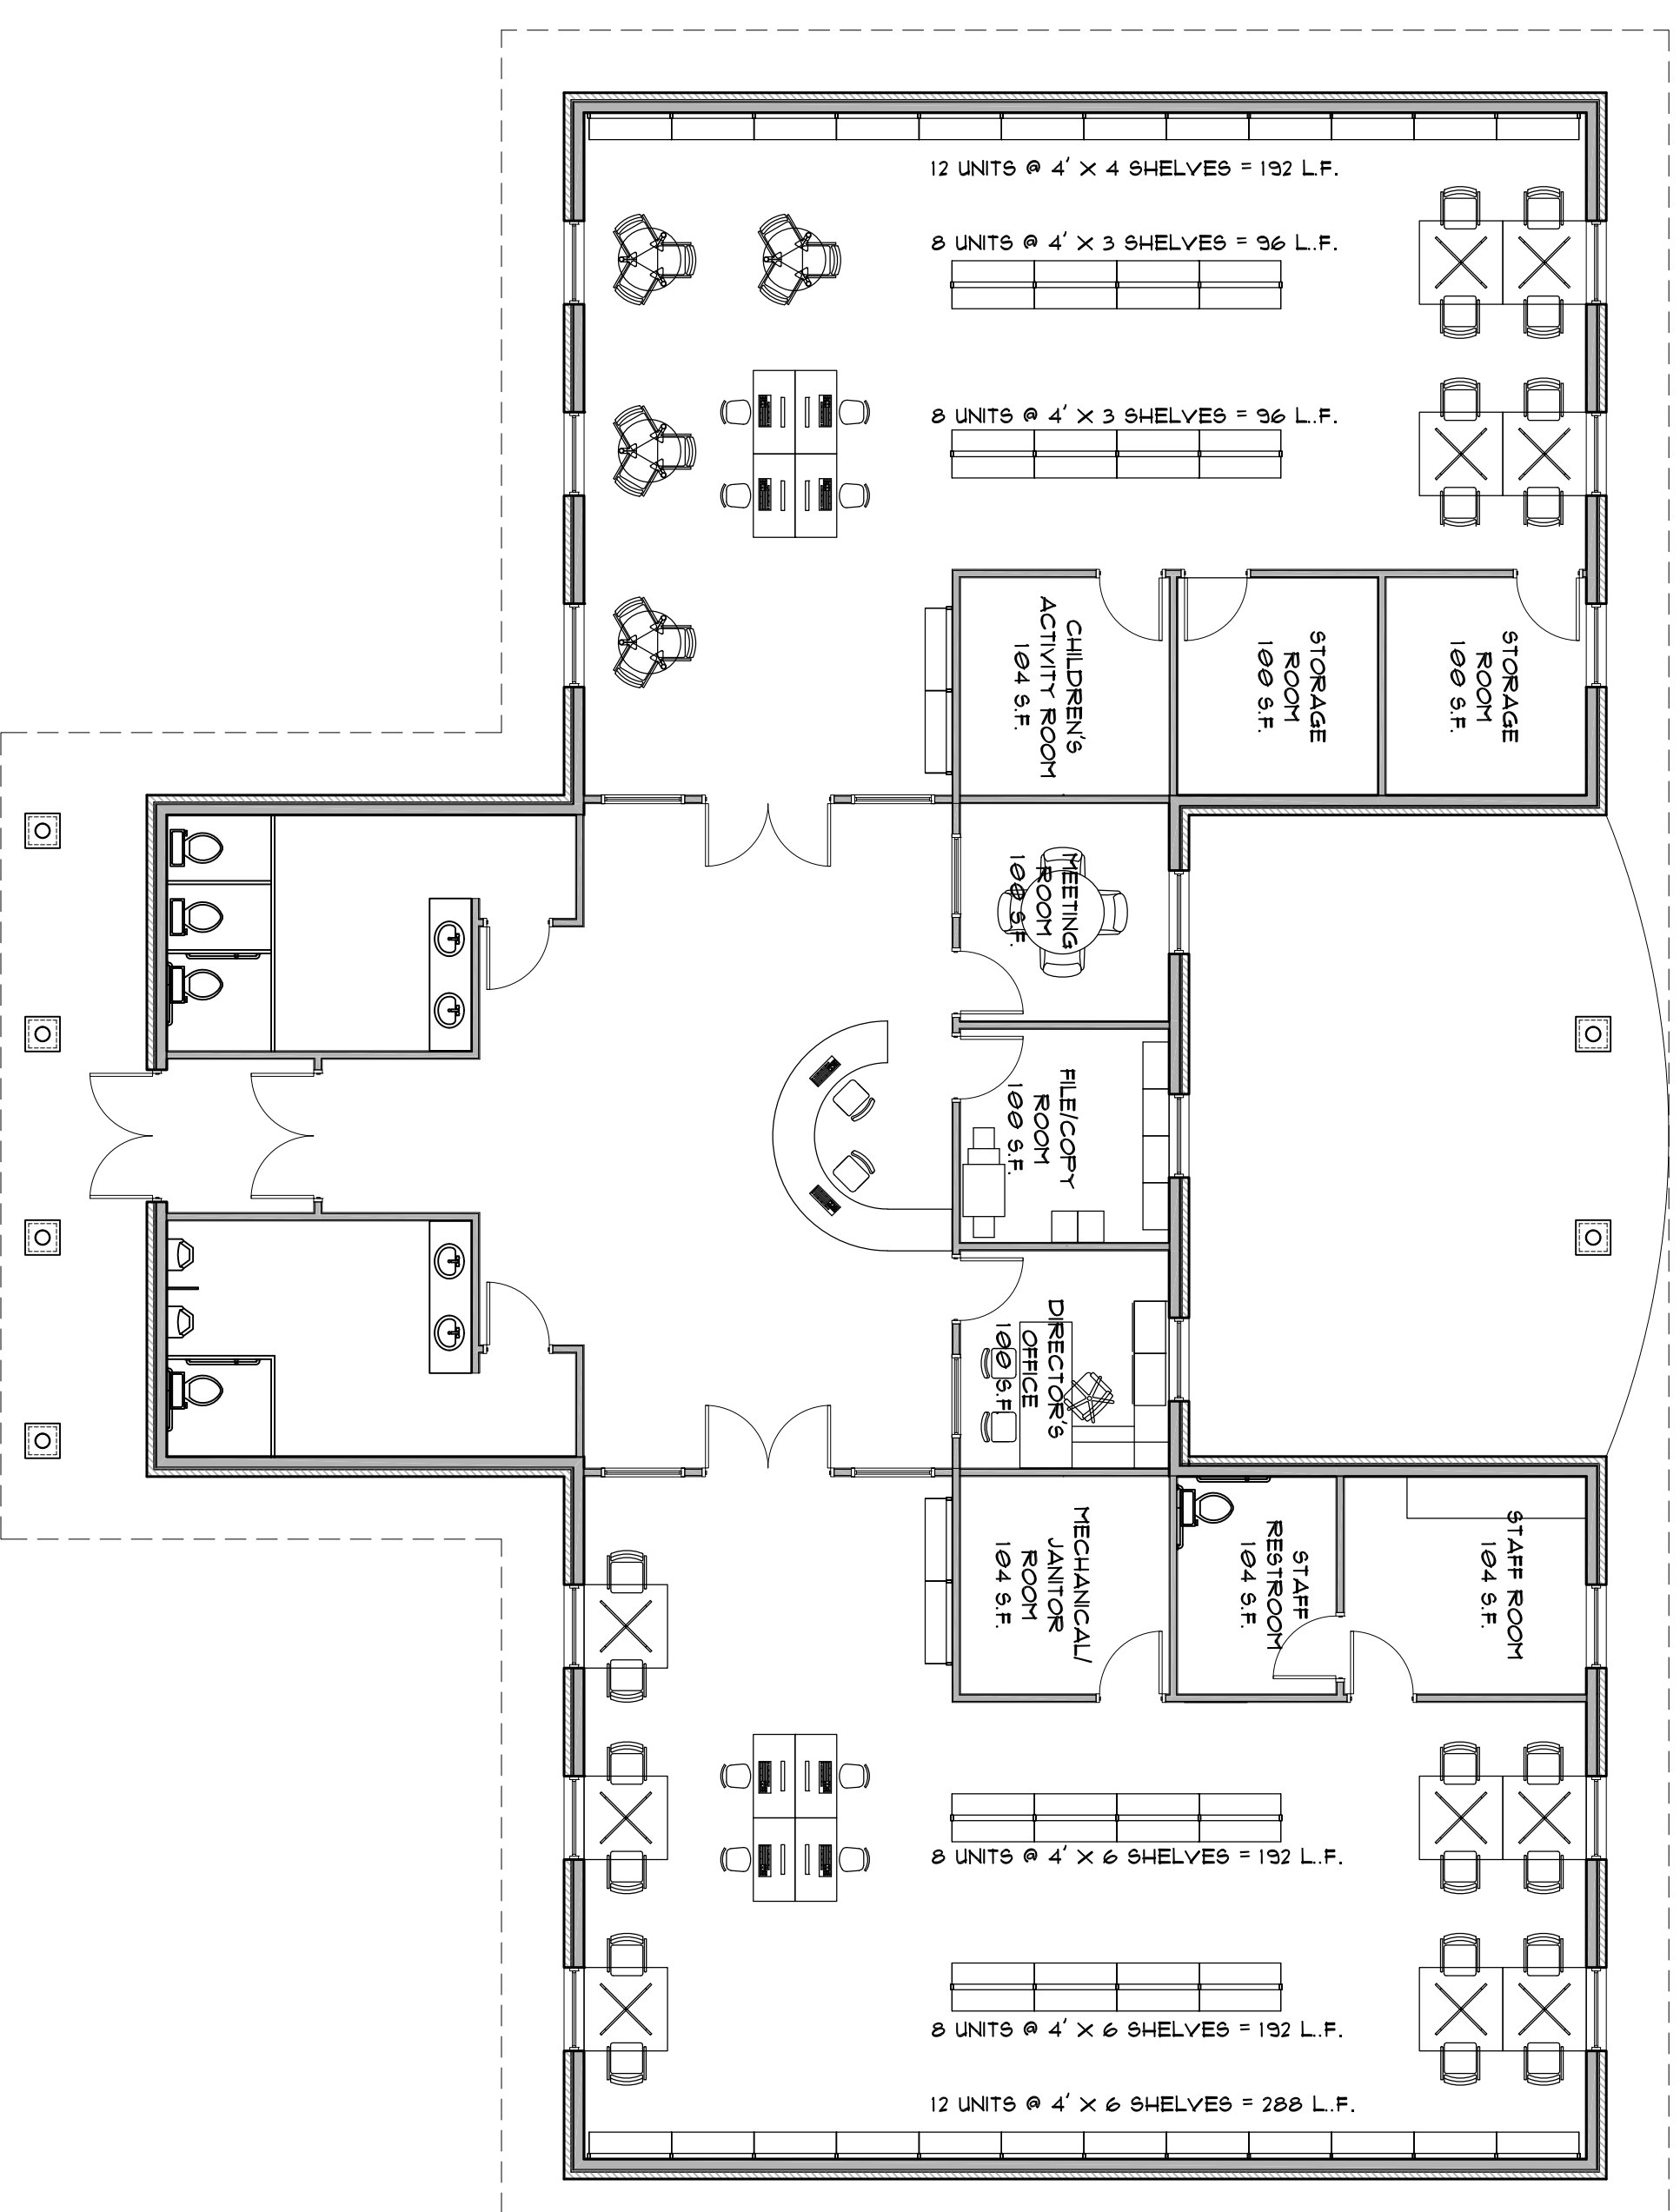 12 UNITS @ 4' X 4 SHELVES = 192 L.F.
8 UNITS @ 4' X 3 SHELVES = 96 L..F.
8 UNITS @ 4' X 3 SHELVES = 96 L..F.
CHILDREN'S
ACTIVITY ROOM
104 S.F.
STORAGE
ROOM
100 S.F.
STORAGE
ROOM
100 S.F.
MEETING
ROOM
100 S.F.
FILE/COPY
ROOM
100 S.F.
DIRECTOR'S
OFFICE
100 S.F.
MECHANICAL/
JANITOR
ROOM
104 S.F.
STAFF
RESTROOM
104 S.F.
STAFF ROOM
104 S.F.
8 UNITS @ 4' X 6 SHELVES = 192 L..F.
8 UNITS @ 4' X 6 SHELVES = 192 L..F.
12 UNITS @ 4' X 6 SHELVES = 288 L..F.